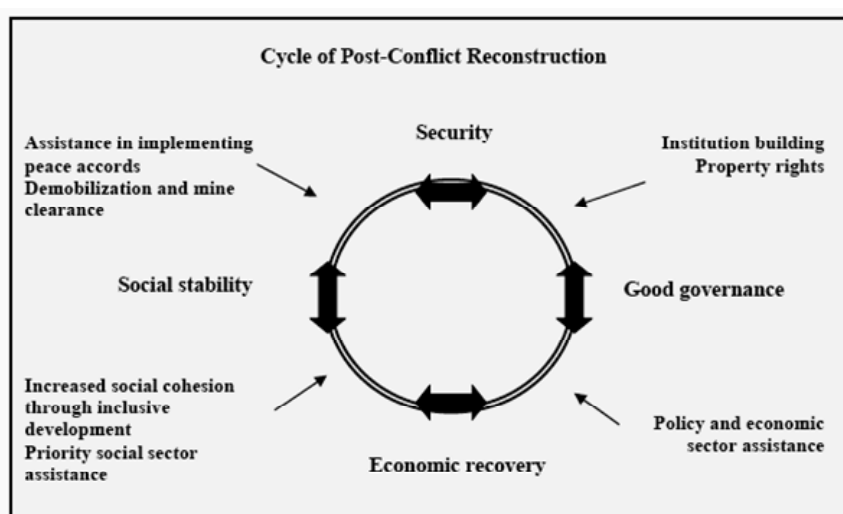 Cycle of Post-Conflict Reconstruction
Security
Assistance in implementing
peace accords
Demobilization and mine
clearance
Institution building
Property rights
Social stability
Good governance
Increased social cohesion
through inclusive
development
Priority social sector
assistance
Policy and economic
sector assistance
Economic recovery